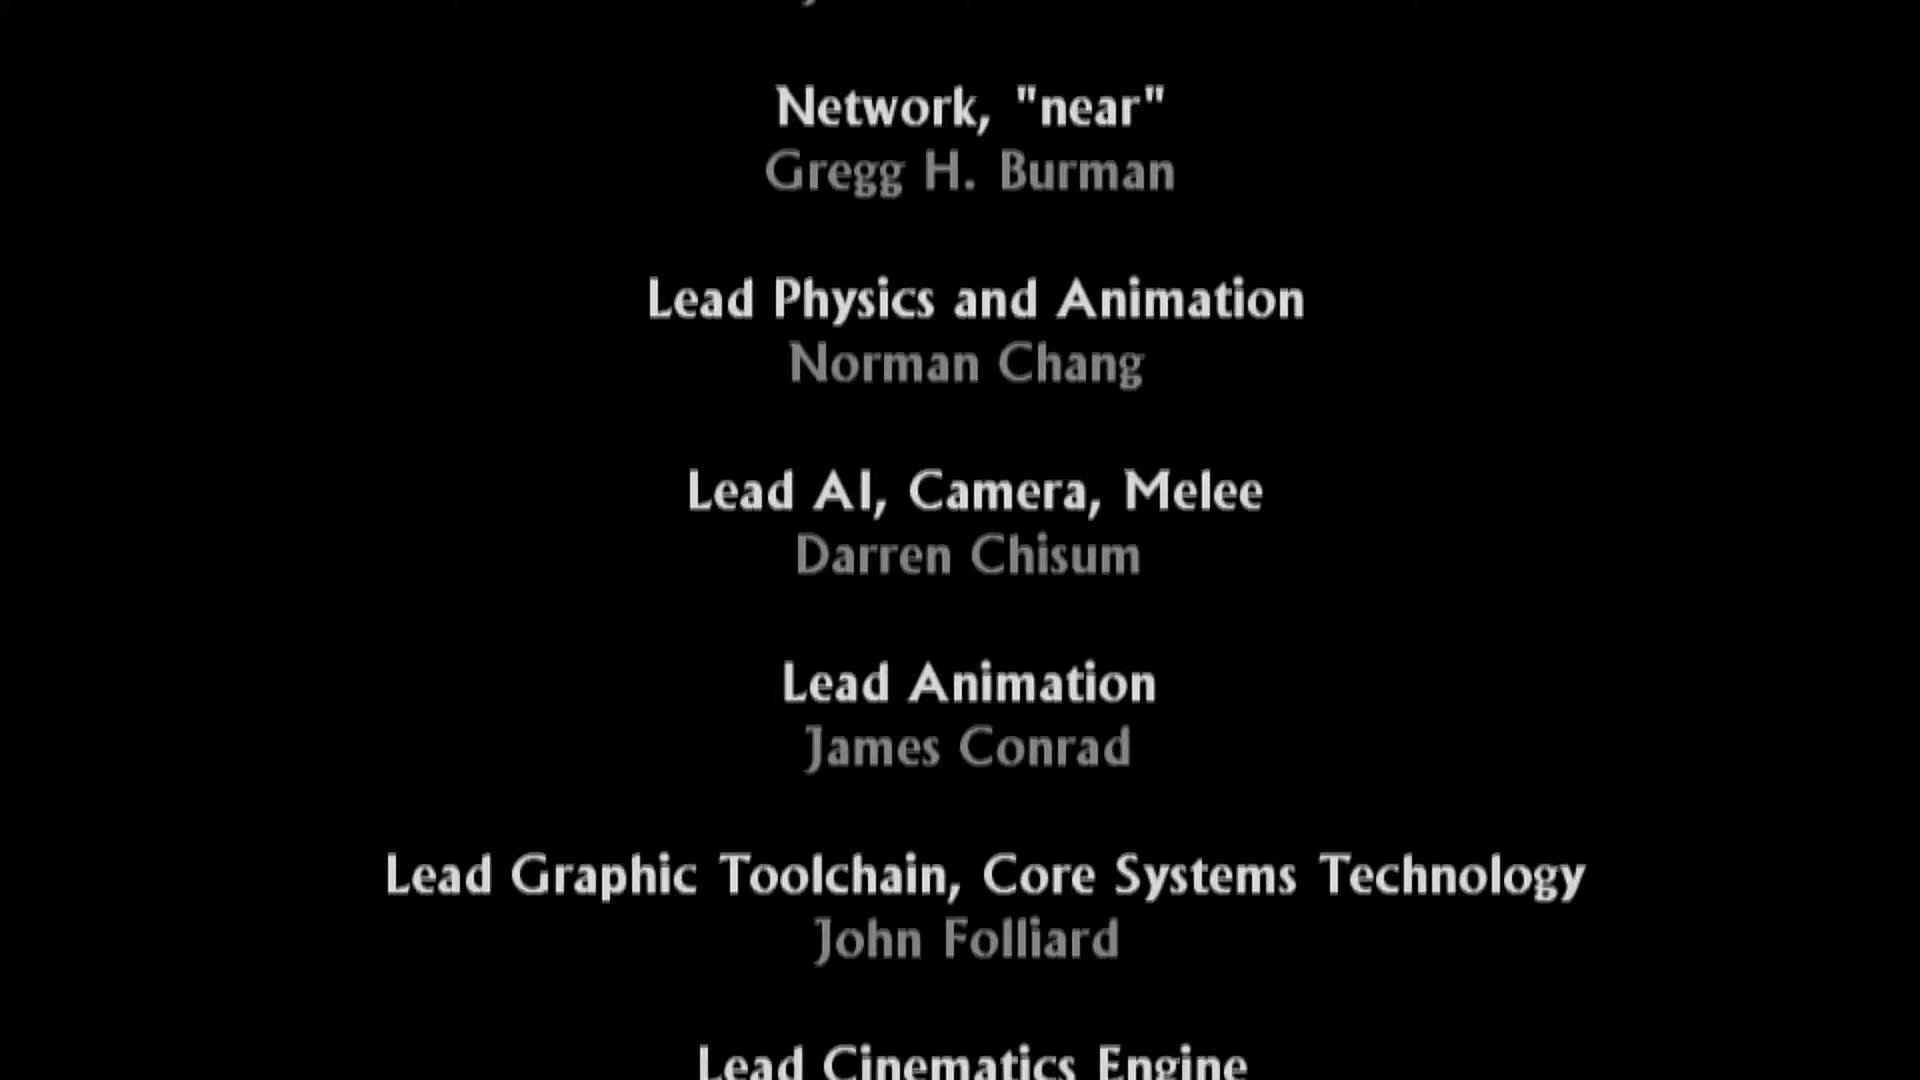 Network, "near"
Gregg H. Burman
Lead Physics and Animation
Norman Chang
Lead AI, Camera, Melee
Darren Chisum
Lead Animation
James Conrad
Lead Graphic Toolchain, Core Systems Technology
John Folliard
Lead Cinematics Engine